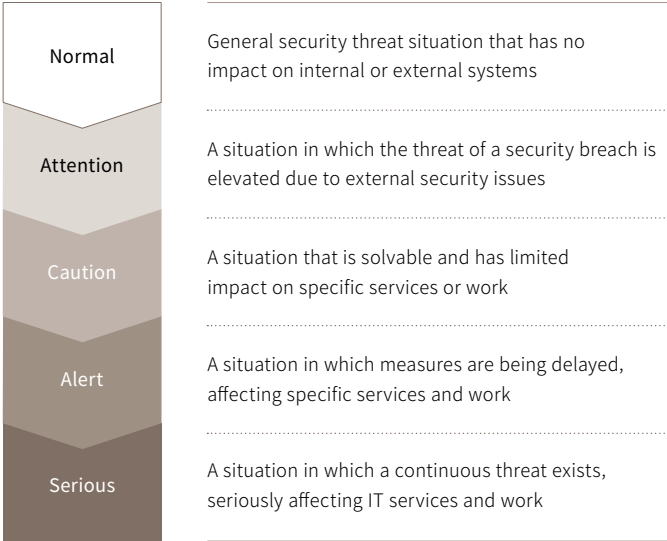 Normal
General security threat situation that has no
impact on internal or external systems
Attention
A situation in which the threat of a security breach is
elevated due to external security issues
Caution
A situation that is solvable and has limited
impact on specific services or work
Alert
A situation in which measures are being delayed,
affecting specific services and work
Serious
A situation in which a continuous threat exists,
seriously affecting IT services and work